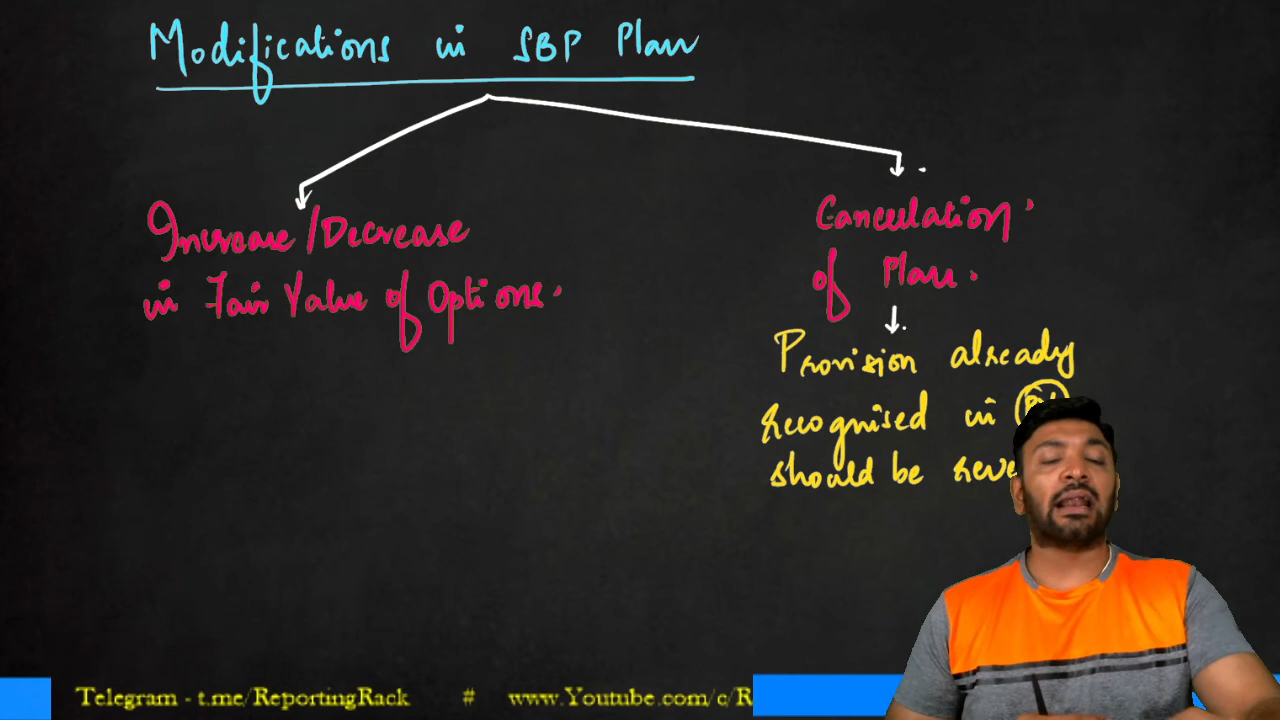 Modifications in SBP Plan
Increase/Decrease
in Fair Value of Options.
Cancellation
of Plan.
Provision already
recognised in
should be
Telegram - t.me/ReportingRack # www.Youtube.com/c/R